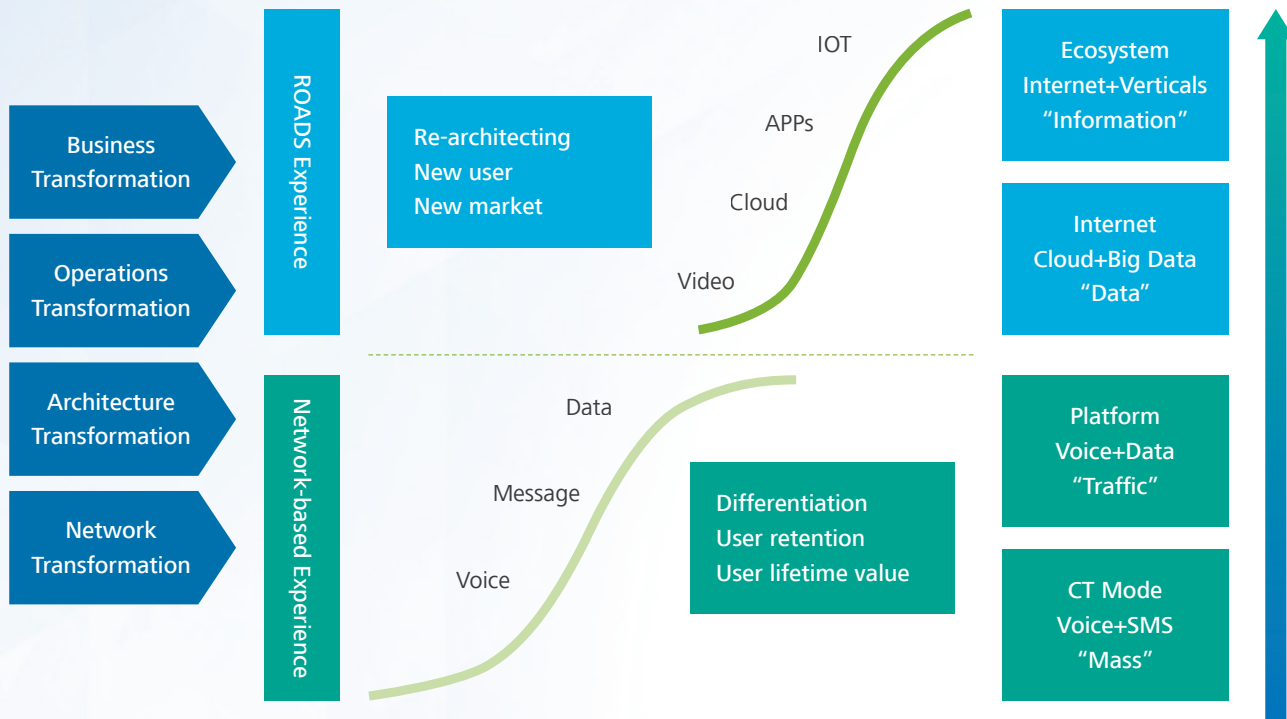 Business
Transformation
Operations
Transformation
Architecture
Transformation
Network
Transformation
ROADS Experience
Network-based Experience
Re-architecting
New user
New market
IOT
APPs
Cloud
Video
Data
Message
Voice
Differentiation
User retention
User lifetime value
Ecosystem
Internet+Verticals
“Information”
Internet
Cloud+Big Data
“Data”
Platform
Voice+Data
“Traffic”
CT Mode
Voice+SMS
“Mass”